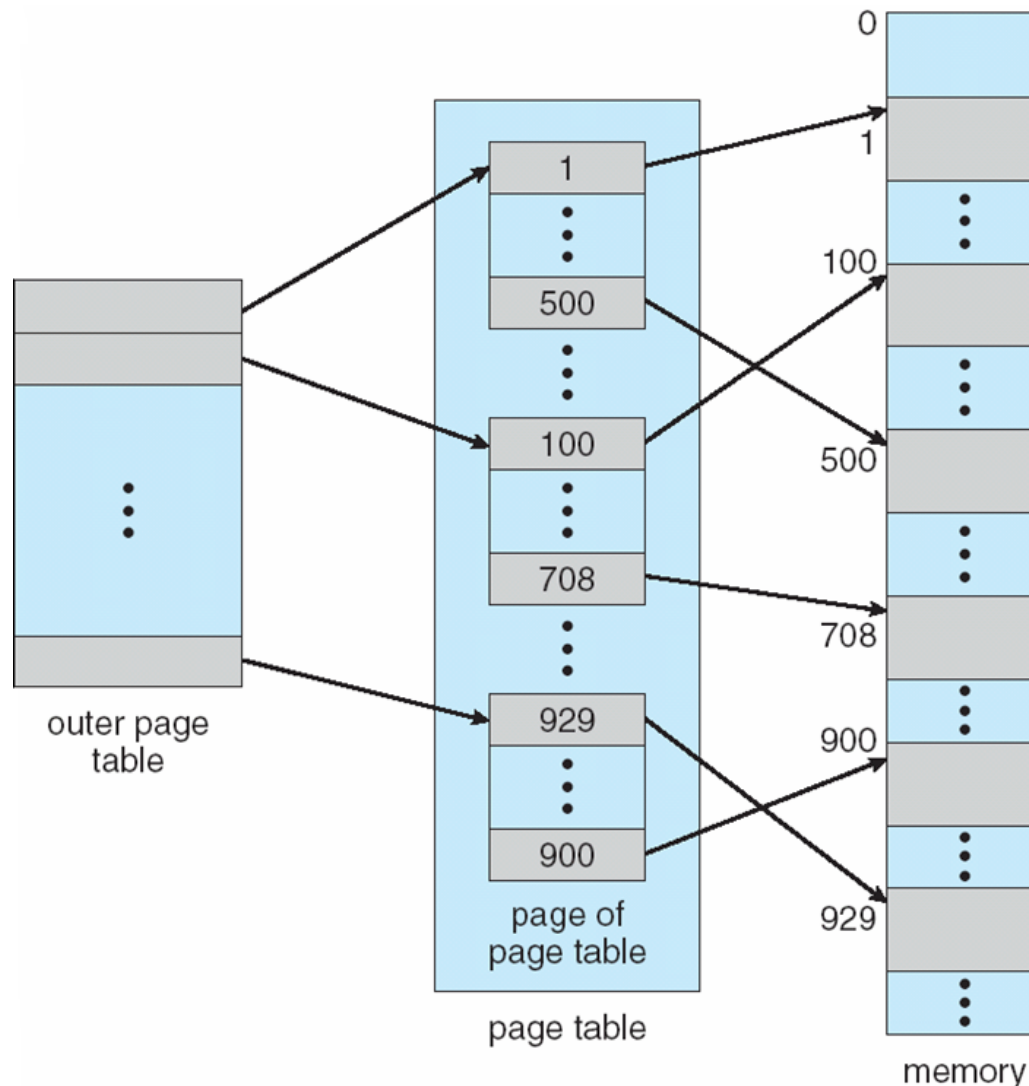 outer page
table
1
500
100
708
929
900
page of
page table
page table
0
1
100
500
708
900
929
memory